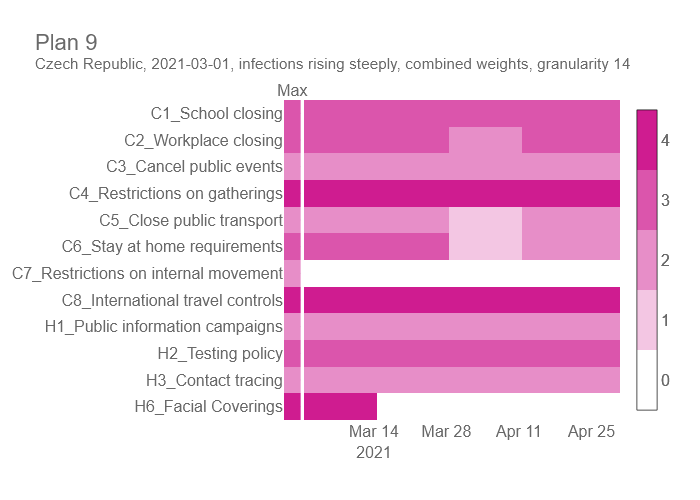 Plan 9
Czech Republic, 2021-03-01, infections rising steeply, combined weights, granularity 14
Max
C1_School closing
C2_Workplace closing
C3_Cancel public events
C4_Restrictions on gatherings
C5_Close public transport
C6_Stay at home requirements
C7_Restrictions on internal movement
C8_International travel controls
H1_Public information campaigns
H2_Testing policy
H3_Contact tracing
H6_Facial Coverings
4
3
2
1
0
Mar 14 Mar 28 Apr 11 Apr 25
2021